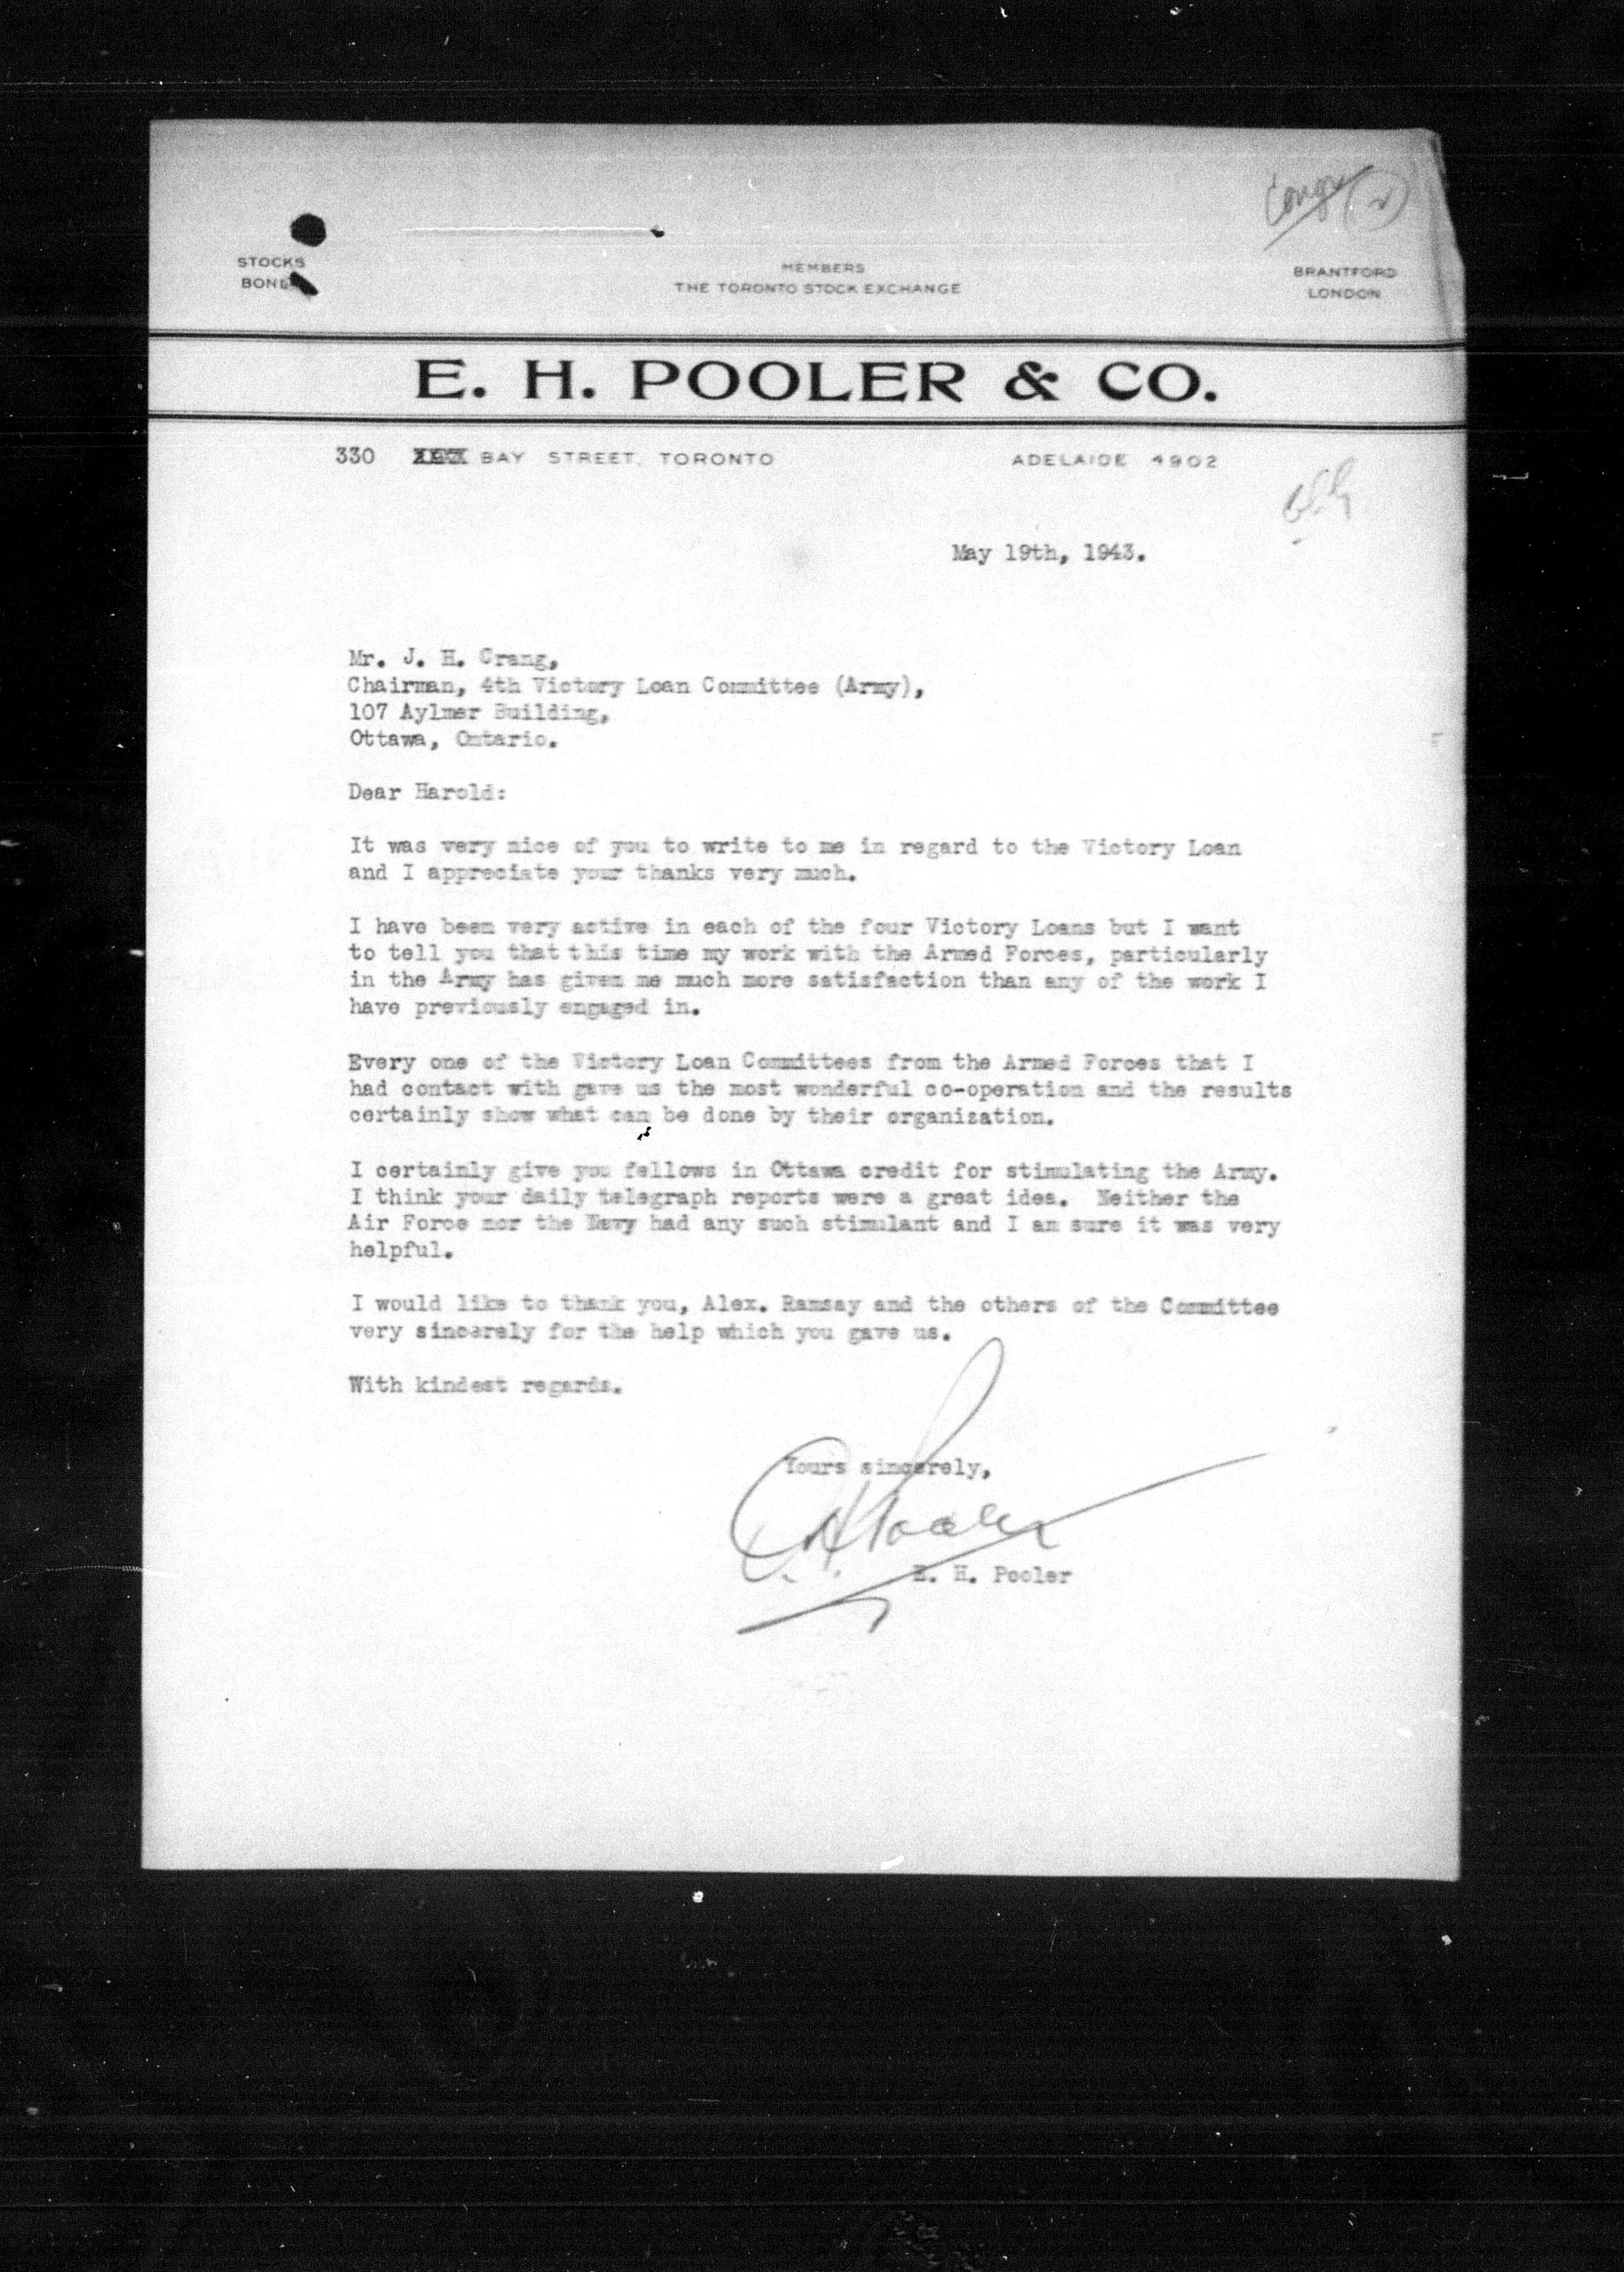 STOCKS
BONDS
MEMBERS
THE TORONTO STOCK EXCHANGE
BRANTFORD
LONDON
E. H. POOLER & CO.
330 BAY STREET, TORONTO
ADELAIDE 4902
May 19th, 1943.
Mr. J. H. Crang,
Chairman, 4th Victory Loan Committee (Army),
107 Aylmer Building,
Ottawa, Ontario.
Dear Harold:
It was very nice of you to write to me in regard to the Victory Loan
and I appreciate your thanks very much.
I have been very active in each of the four Victory Loans but I want
to tell you that this time my work with the Armed Forces, particularly
in the Army has given me much more satisfaction than any of the work I
have previously engaged in.
Every one of the Victory Loan Committees from the Armed Forces that I
had contact with gave us the most wonderful co-operation and the results
certainly show what can be done by their organization.
I certainly give you fellows in Ottawa credit for stimulating the Army.
I think your daily telegraph reports were a great idea. Neither the
Air Force nor the Navy had any such stimulant and I am sure it was very
helpful.
I would like to thank you, Alex. Ramsay and the others of the Committee
very sincerely for the help which you gave us.
With kindest regards.
Yours sincerely,
E. H. Pooler
E. H. Pooler